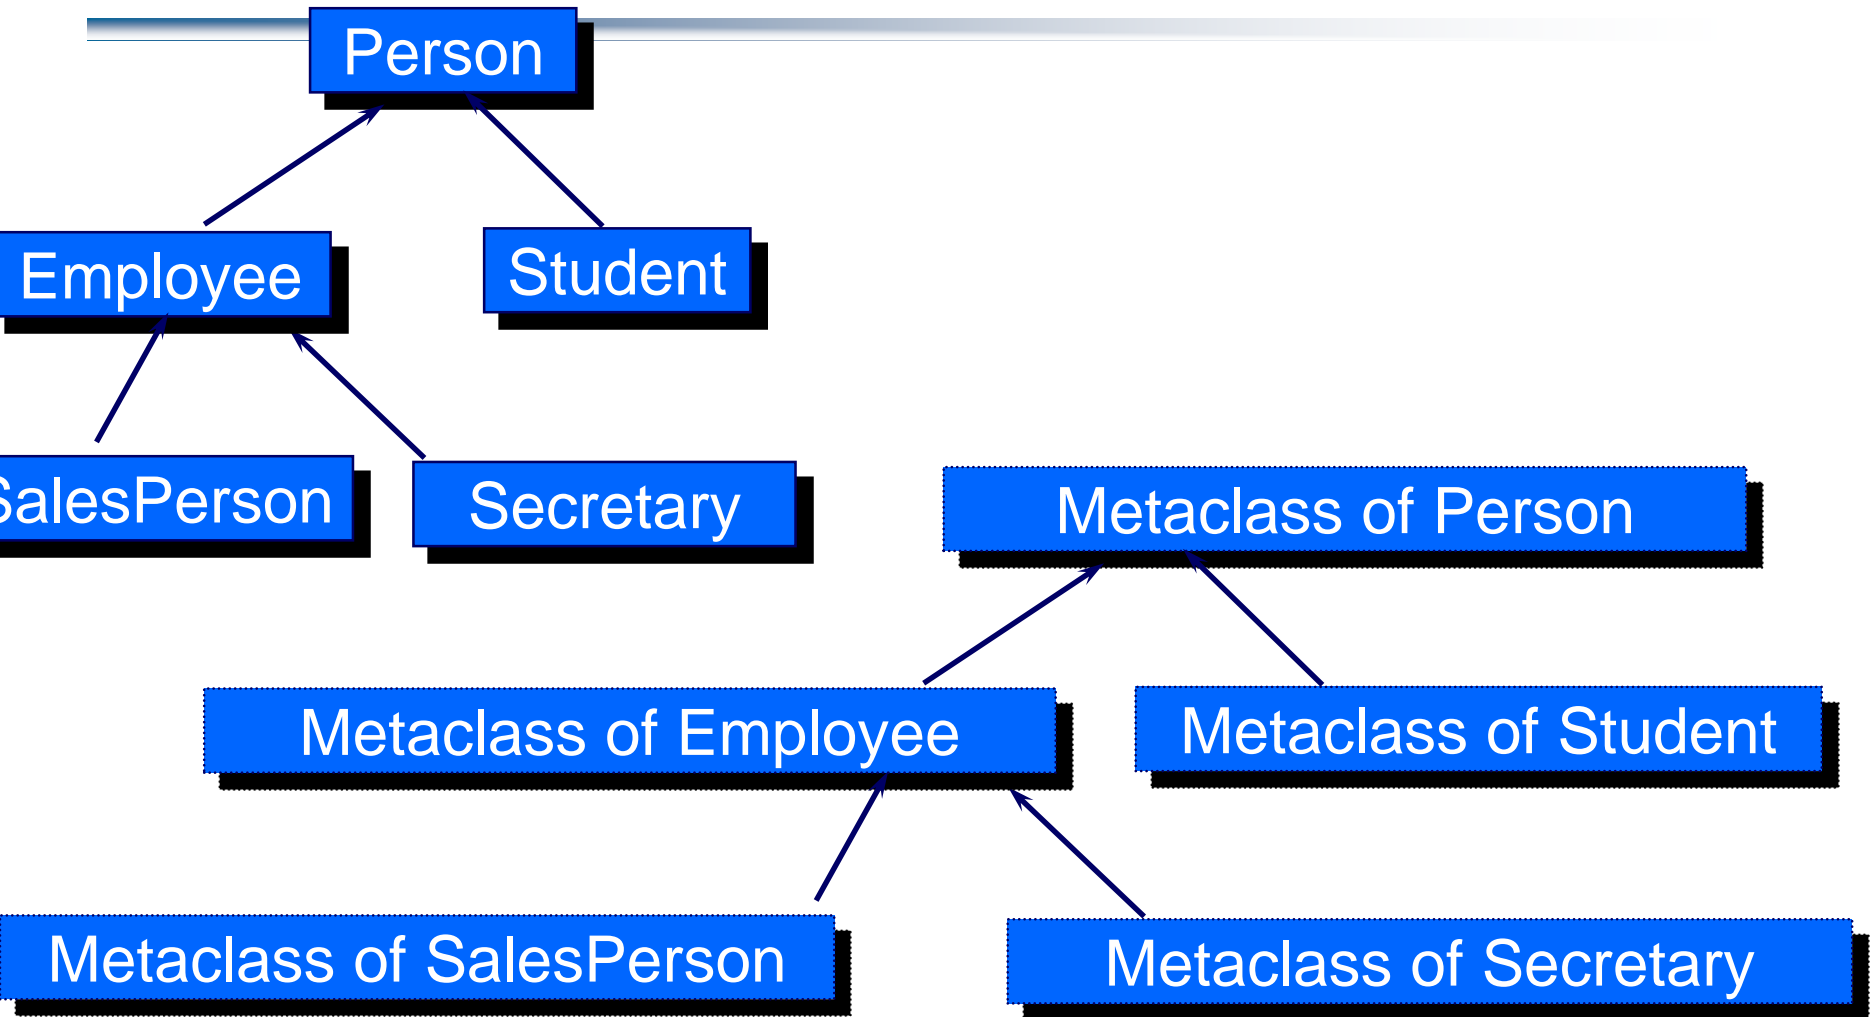 Person
Employee
Student
SalesPerson
Secretary
Metaclass of Person
Metaclass of Employee
Metaclass of Student
Metaclass of SalesPerson
Metaclass of Secretary